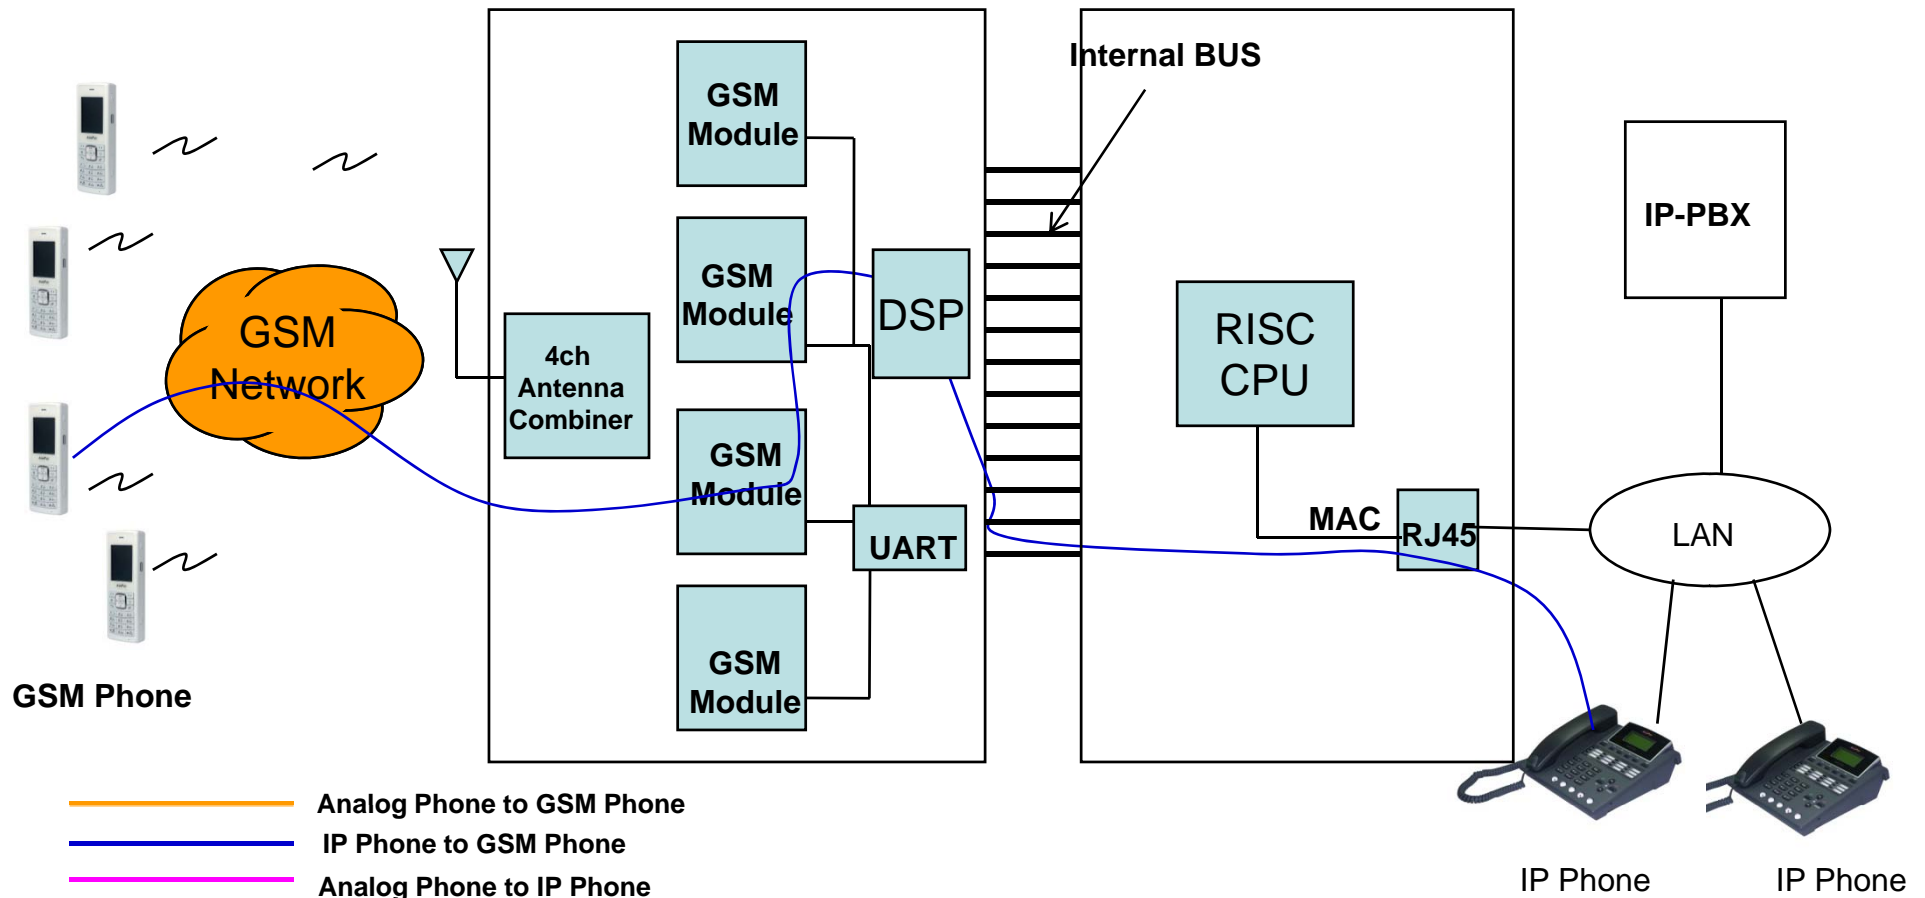 Internal BUS
GSM
Module
GSM
Module
GSM
Module
GSM
Module
DSP
UART
4ch
Antenna
Combiner
GSM
Network
GSM Phone
RISC
CPU
MAC
RJ45
IP-PBX
LAN
IP Phone
IP Phone
Analog Phone to GSM Phone
IP Phone to GSM Phone
Analog Phone to IP Phone